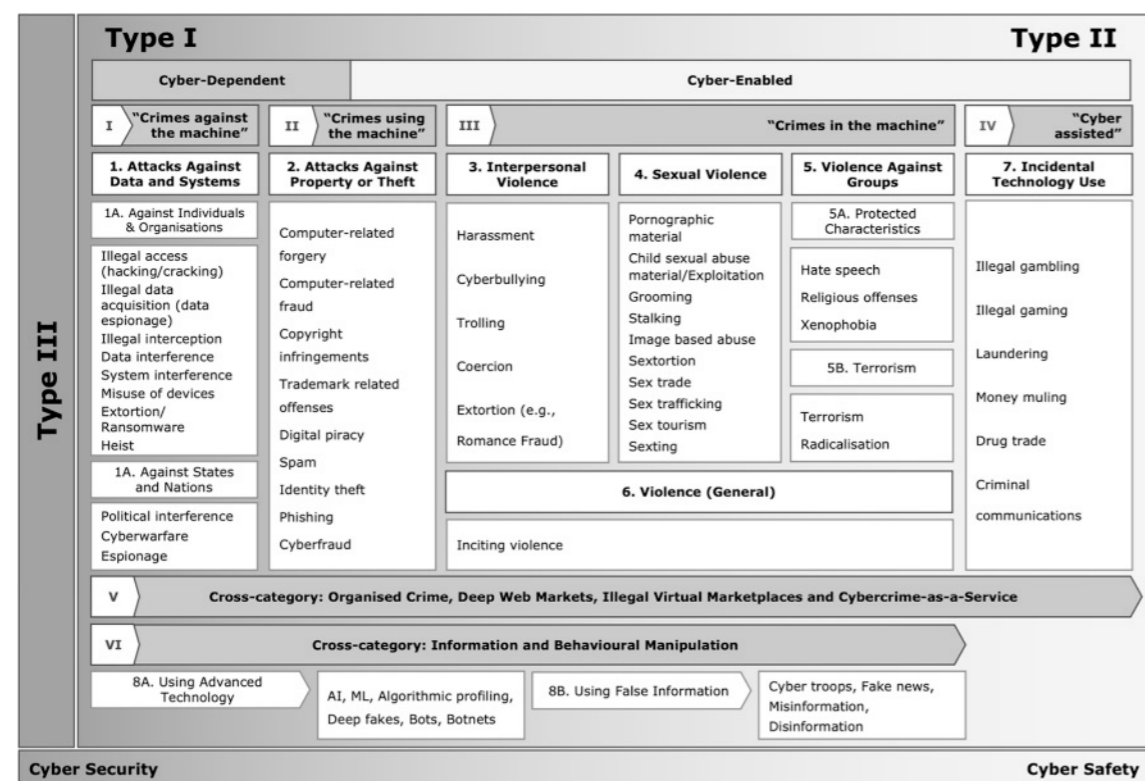 Type I
Type II
Type III
Cyber-Dependent
Cyber-Enabled
I
"Crimes against
the machine"
II
"Crimes using
the machine"
III
"Crimes in the machine"
IV
"Cyber
assisted"
1. Attacks Against
Data and Systems
2. Attacks Against
Property or Theft
3. Interpersonal
Violence
4. Sexual Violence
5. Violence Against
Groups
7. Incidental
Technology Use
1A. Against Individuals
& Organisations
Illegal access
(hacking/cracking)
Illegal data
acquisition (data
espionage)
Illegal interception
Data interference
System interference
Misuse of devices
Extortion/
Ransomware
Heist
1A. Against States
and Nations
Political interference
Cyberwarfare
Espionage
Computer-related
forgery
Computer-related
fraud
Copyright
infringements
Trademark related
offenses
Digital piracy
Spam
Identity theft
Phishing
Cyberfraud
Harassment
Cyberbullying
Trolling
Coercion
Extortion (e.g.,
Romance Fraud)
Pornographic
material
Child sexual abuse
material/Exploitation
Grooming
Stalking
Image based abuse
Sextortion
Sex trade
Sex trafficking
Sex tourism
Sexting
5A. Protected
Characteristics
Hate speech
Religious offenses
Xenophobia
5B. Terrorism
Terrorism
Radicalisation
6. Violence (General)
Inciting violence
Illegal gambling
Illegal gaming
Laundering
Money muling
Drug trade
Criminal
communications
V
Cross-category: Organised Crime, Deep Web Markets, Illegal Virtual Marketplaces and Cybercrime-as-a-Service
VI
Cross-category: Information and Behavioural Manipulation
8A. Using Advanced
Technology
AI, ML, Algorithmic profiling,
Deep fakes, Bots, Botnets
8B. Using False Information
Cyber troops, Fake news,
Misinformation,
Disinformation
Cyber Security
Cyber Safety